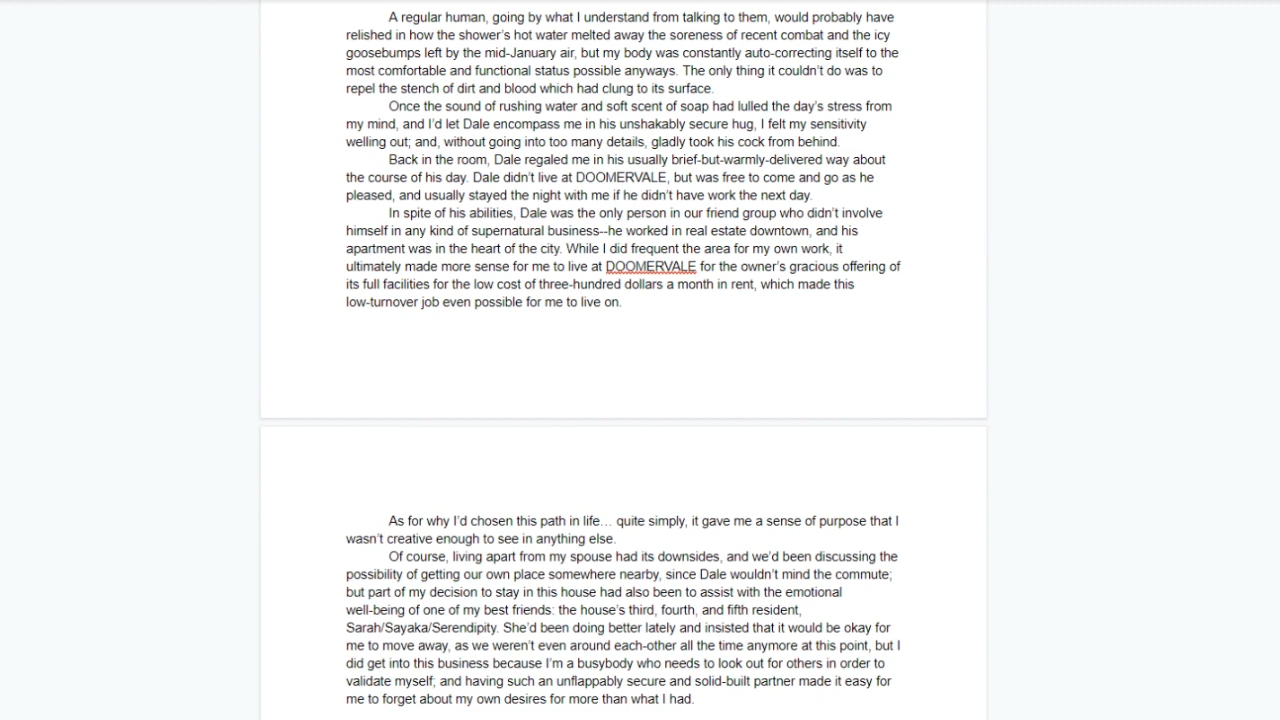 A regular human, going by what I understand from talking to them, would probably have
relished in how the shower's hot water melted away the soreness of recent combat and the icy
goosebumps left by the mid-January air, but my body was constantly auto-correcting itself to the
most comfortable and functional status possible anyways. The only thing it couldn't do was to
repel the stench of dirt and blood which had clung to its surface.
Once the sound of rushing water and soft scent of soap had lulled the day's stress from
my mind, and I'd let Dale encompass me in his unshakably secure hug, I felt my sensitivity
welling out; and, without going into too many details, gladly took his cock from behind.
Back in the room, Dale regaled me in his usually brief-but-warmly-delivered way about
the course of his day. Dale didn't live at DOOMERVALE, but was free to come and go as he
pleased, and usually stayed the night with me if he didn't have work the next day.
In spite of his abilities, Dale was the only person in our friend group who didn't involve
himself in any kind of supernatural business--he worked in real estate downtown, and his
apartment was in the heart of the city. While I did frequent the area for my own work, it
ultimately made more sense for me to live at DOOMERVALE for the owner's gracious offering of
its full facilities for the low cost of three-hundred dollars a month in rent, which made this
low-turnover job even possible for me to live on.
As for why I'd chosen this path in life... quite simply, it gave me a sense of purpose that I
wasn't creative enough to see in anything else.
Of course, living apart from my spouse had its downsides, and we'd been discussing the
possibility of getting our own place somewhere nearby, since Dale wouldn't mind the commute;
but part of my decision to stay in this house had also been to assist with the emotional
well-being of one of my best friends: the house's third, fourth, and fifth resident,
Sarah/Sayaka/Serendipity. She'd been doing better lately and insisted that it would be okay for
me to move away, as we weren't even around each-other all the time anymore at this point, but I
did get into this business because I'm a busybody who needs to look out for others in order to
validate myself; and having such an unflappably secure and solid-built partner made it easy for
me to forget about my own desires for more than what I had.